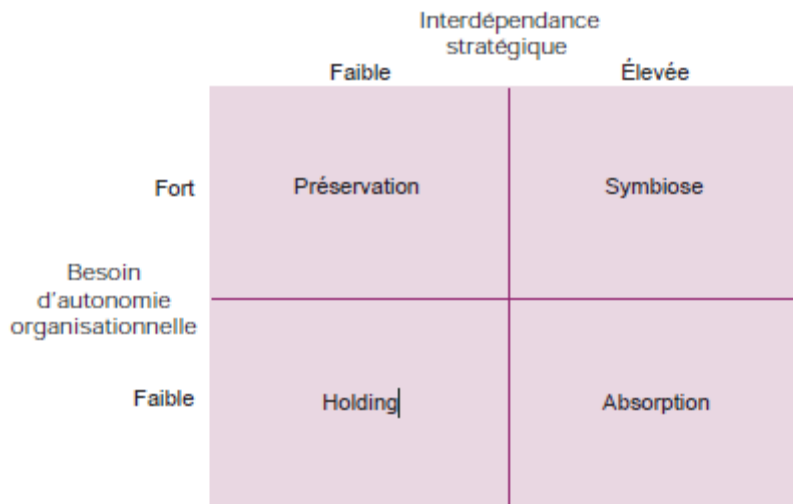 Interdépendance
stratégique
Faible Élevée
Fort Préservation Symbiose
Besoin
d'autonomie
organisationnelle
Faible Holding Absorption